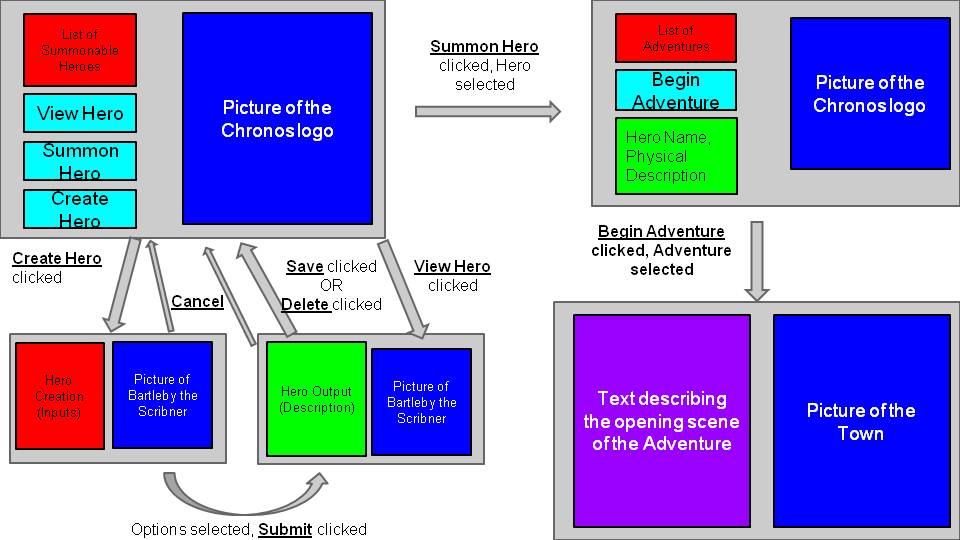 List of
Summonable
Heroes
View Hero
Summon
Hero
Create
Hero
Picture of the
Chronos logo
Summon Hero
clicked, Hero
selected
List of
Adventures
Begin
Adventure
Hero Name,
Physical
Description
Picture of the
Chronos logo
Create Hero
clicked
Cancel
Save clicked
OR
Delete clicked
View Hero
clicked
Begin Adventure
clicked, Adventure
selected
Hero
Creation
(Inputs)
Picture of
Bartleby the
Scribner
Hero Output
(Description)
Picture of
Bartleby the
Scribner
Text describing
the opening scene
of the Adventure
Picture of the
Town
Options selected, Submit clicked